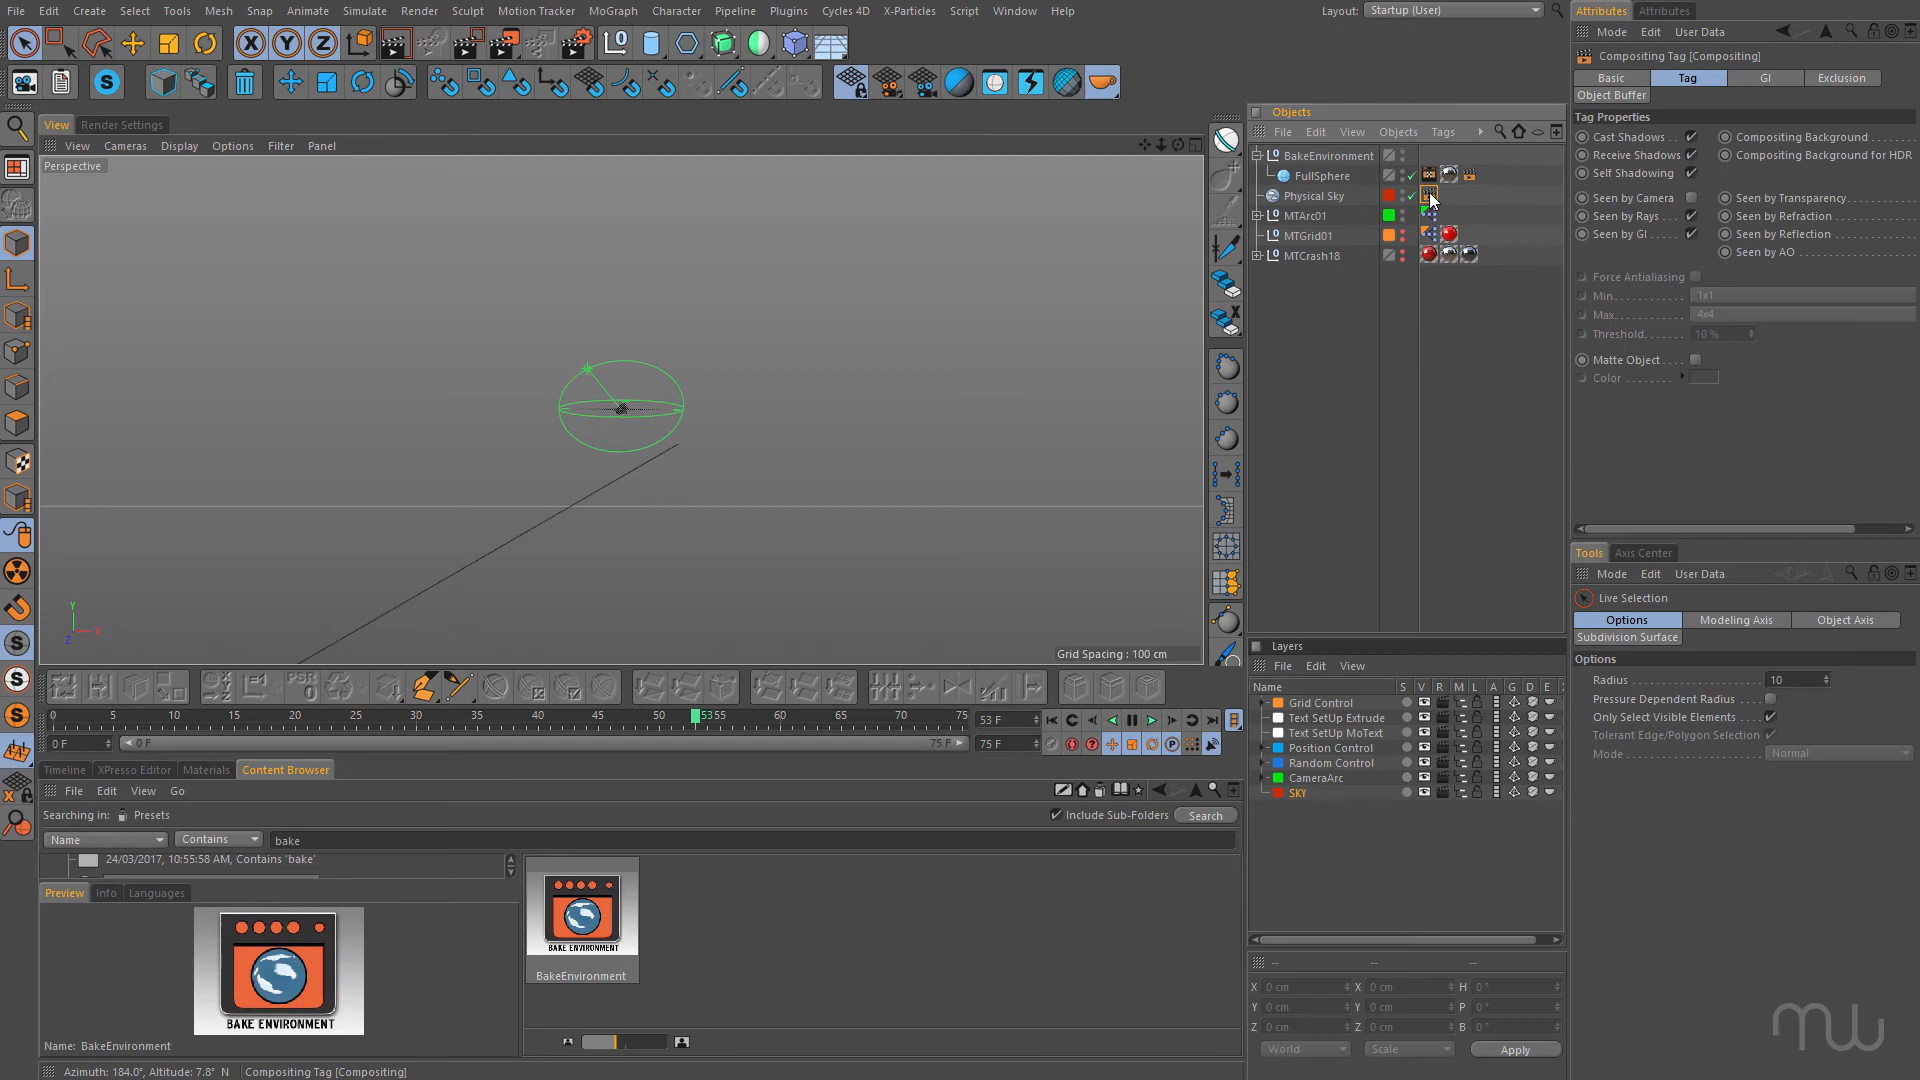 File Edit Create Select Tools Mesh Snap Animate Simulate Render Sculpt Motion Tracker MoGraph Character Pipeline Plugins Cycles 4D X-Particles Script Window Help
Layout: Startup (User)
Attributes Attributes
Mode Edit User Data
Compositing Tag [Compositing]
Basic Tag GI Exclusion
Object Buffer
Tag Properties
Cast Shadows Compositing Background
Receive Shadows Compositing Background for HDR
Self Shadowing
Seen by Camera Seen by Transparency
Seen by Rays Seen by Refraction
Seen by GI Seen by Reflection
Seen by AO
Force Antialiasing
Min. 1x1
Max. 4x4
Threshold 10 %
Matte Object
Color
Objects
File Edit View Objects Tags
BakeEnvironment
FullSphere
Physical Sky
MTArc01
MTGrid01
MTCrash18
View Render Settings
View Cameras Display Options Filter Panel
Perspective
Y
X
Z
Grid Spacing : 100 cm
PSR
0
0 5 10 15 20 25 30 35 40 45 50 5355 60 65 70 75 53 F
0 F 0 F 75 F 75 F
Timeline XPresso Editor Materials Content Browser
File Edit View Go
Searching in: Presets
Include Sub-Folders Search
Name Contains bake
24/03/2017, 10:55:58 AM, Contains 'bake'
Preview Info Languages
BAKE ENVIRONMENT
Name: BakeEnvironment
BAKE ENVIRONMENT
BakeEnvironment
Azimuth: 184.0°, Altitude: 7.8° N Compositing Tag [Compositing]
Layers
File Edit View
Name S V R M L A G D E
Grid Control
Text SetUp Extrude
Text SetUp MoText
Position Control
Random Control
CameraArc
SKY
-- -- --
X 0 cm X 0 cm H 0 °
Y 0 cm Y 0 cm P 0 °
Z 0 cm Z 0 cm B 0 °
World Scale Apply
Tools Axis Center
Mode Edit User Data
Live Selection
Options Modeling Axis Object Axis
Subdivision Surface
Options
Radius 10
Pressure Dependent Radius
Only Select Visible Elements
Tolerant Edge/Polygon Selection
Mode Normal
mw